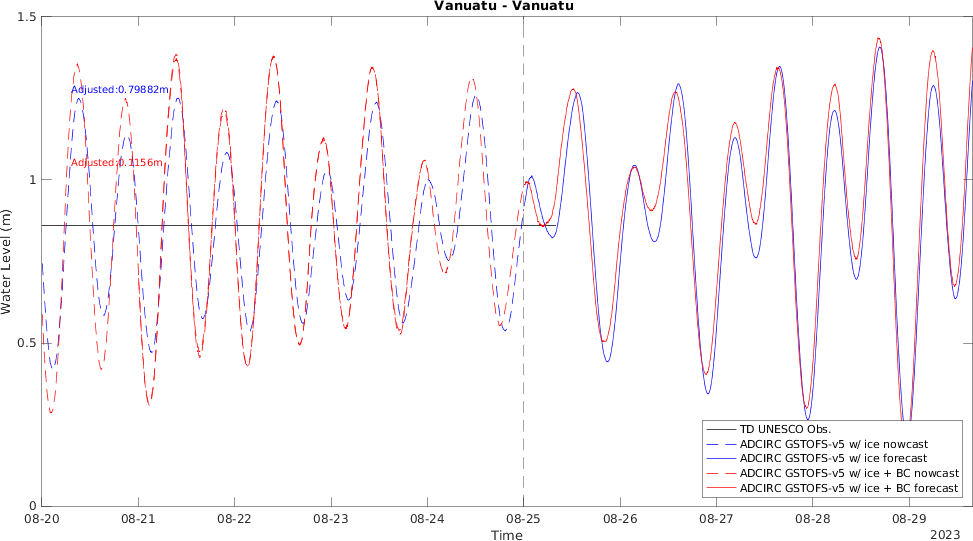 Vanuatu - Vanuatu
1.5
Adjusted:0.79882m
Adjusted:0.1156m
1
Water Level (m)
0.5
TD UNESCO Obs.
ADCIRC GSTOFS-v5 w/ ice nowcast
ADCIRC GSTOFS-v5 w/ ice forecast
ADCIRC GSTOFS-v5 w/ ice + BC nowcast
ADCIRC GSTOFS-v5 w/ ice + BC forecast
0
08-20 08-21 08-22 08-23 08-24 08-25 08-26 08-27 08-28 08-29
Time
2023